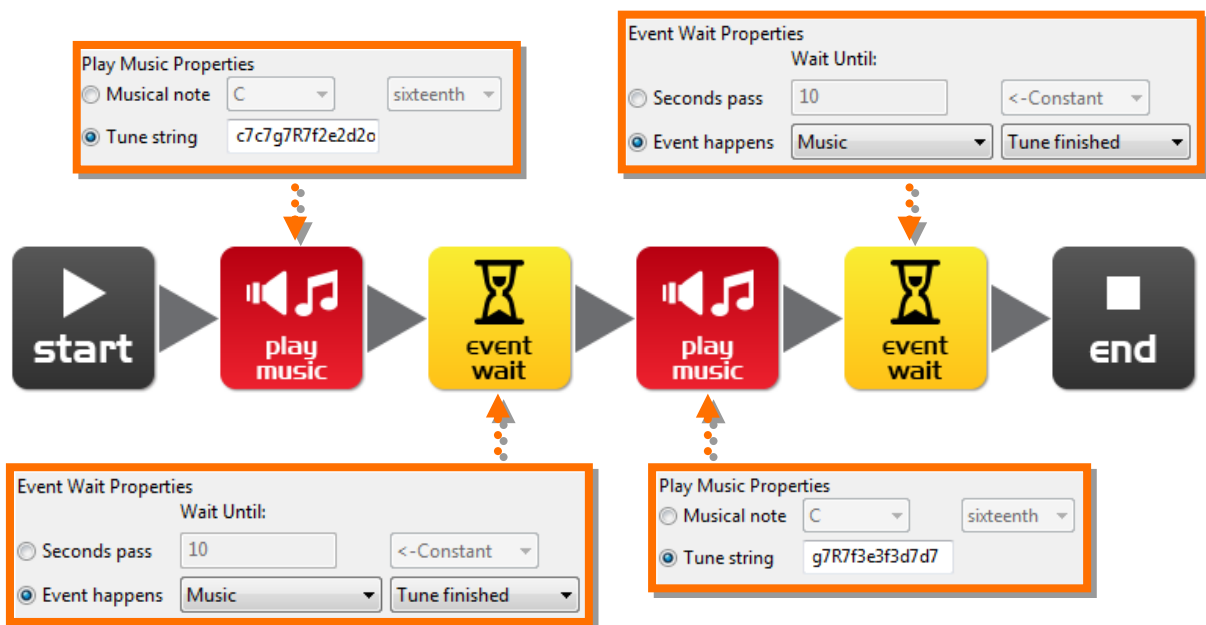 Play Music Properties
Musical note C sixteenth
Tune string c7c7g7R7f2e2d2o
Event Wait Properties
Wait Until:
Seconds pass 10 <-Constant
Event happens Music Tune finished
start
play
music
event
wait
play
music
event
wait
end
Event Wait Properties
Wait Until:
Seconds pass 10 <-Constant
Event happens Music Tune finished
Play Music Properties
Musical note C sixteenth
Tune string g7R7f3e3f3d7d7